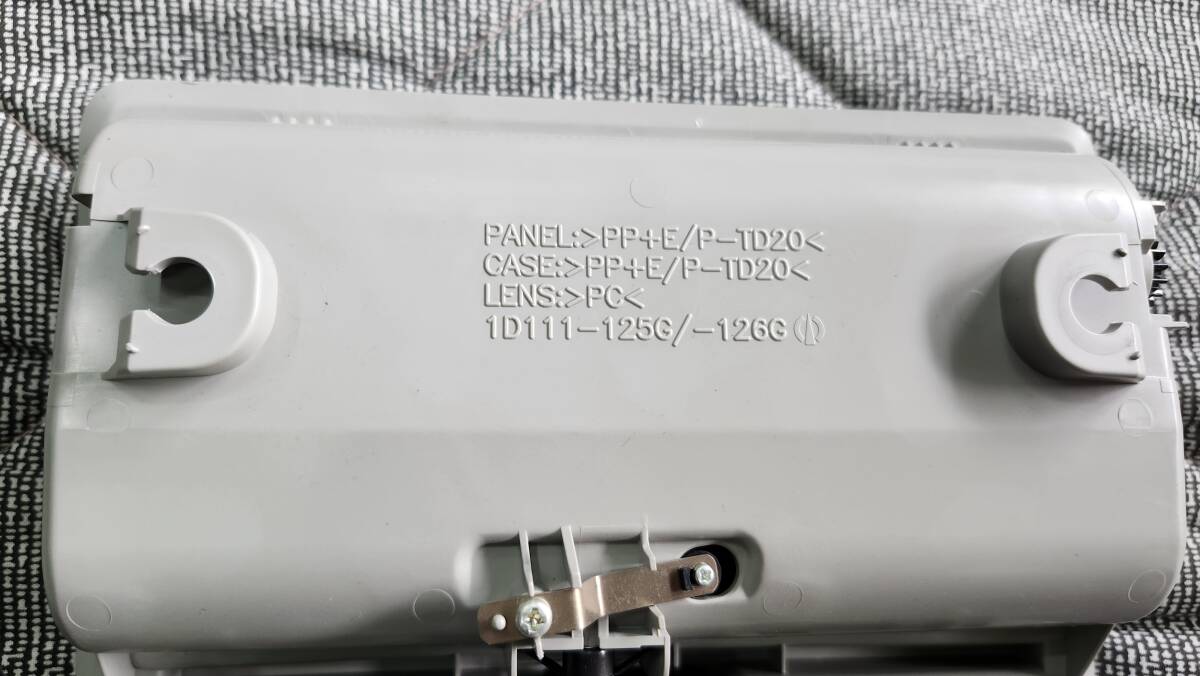 PANEL:>PP+E/P-TD20<
CASE:>PP+E/P-TD20<
LENS:>PC<
1D111-125G/-126G